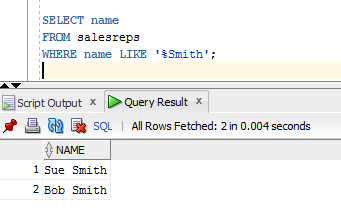 SELECT name
FROM salesreps
WHERE name LIKE '%Smith';
Script Output x Query Result x
SQL | All Rows Fetched: 2 in 0.004 seconds
NAME
1 Sue Smith
2 Bob Smith